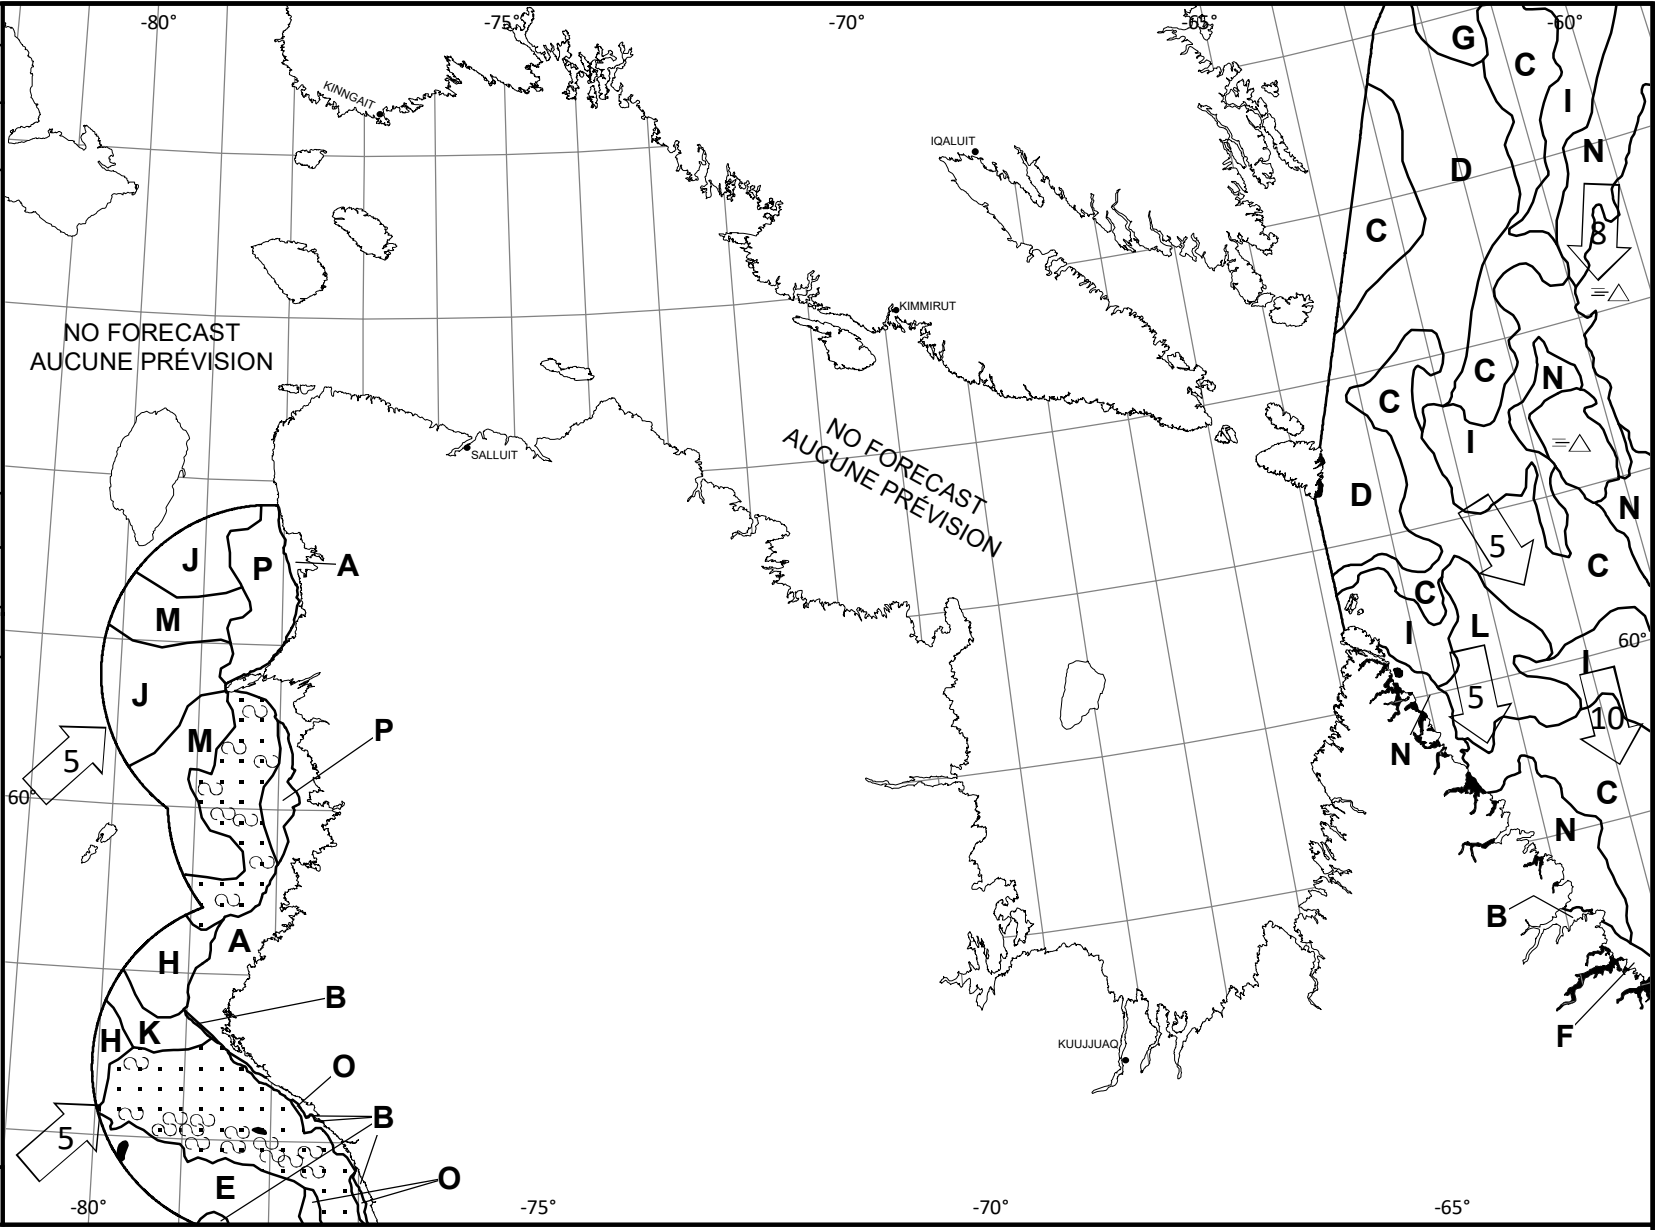 -80°
-75°
-70°
-65°
-60°
G
C
I
KINNGAIT
IQALUIT
N
D
C
8
KIMMIRUT
NO FORECAST
AUCUNE PRÉVISION
C
N
C
NO FORECAST
AUCUNE PRÉVISION
I
SALLUIT
D
N
5
J
P
A
C
C
M
I
L
60°
I
J
5
10
P
M
5
N
60°
C
N
B
A
H
B
H
K
F
KUUJJUAQ
O
B
5
E
O
-80°
-75°
-70°
-65°